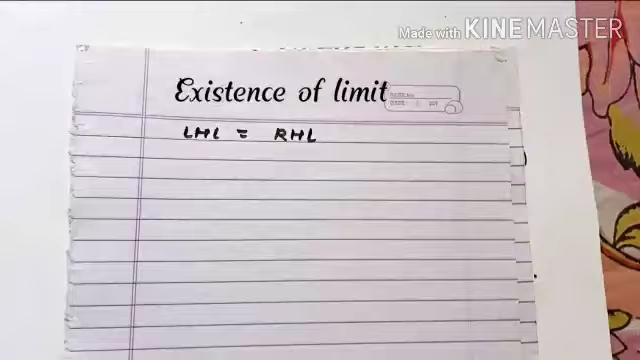 Made with KINEMASTER
Existence of limit
LHL = RHL